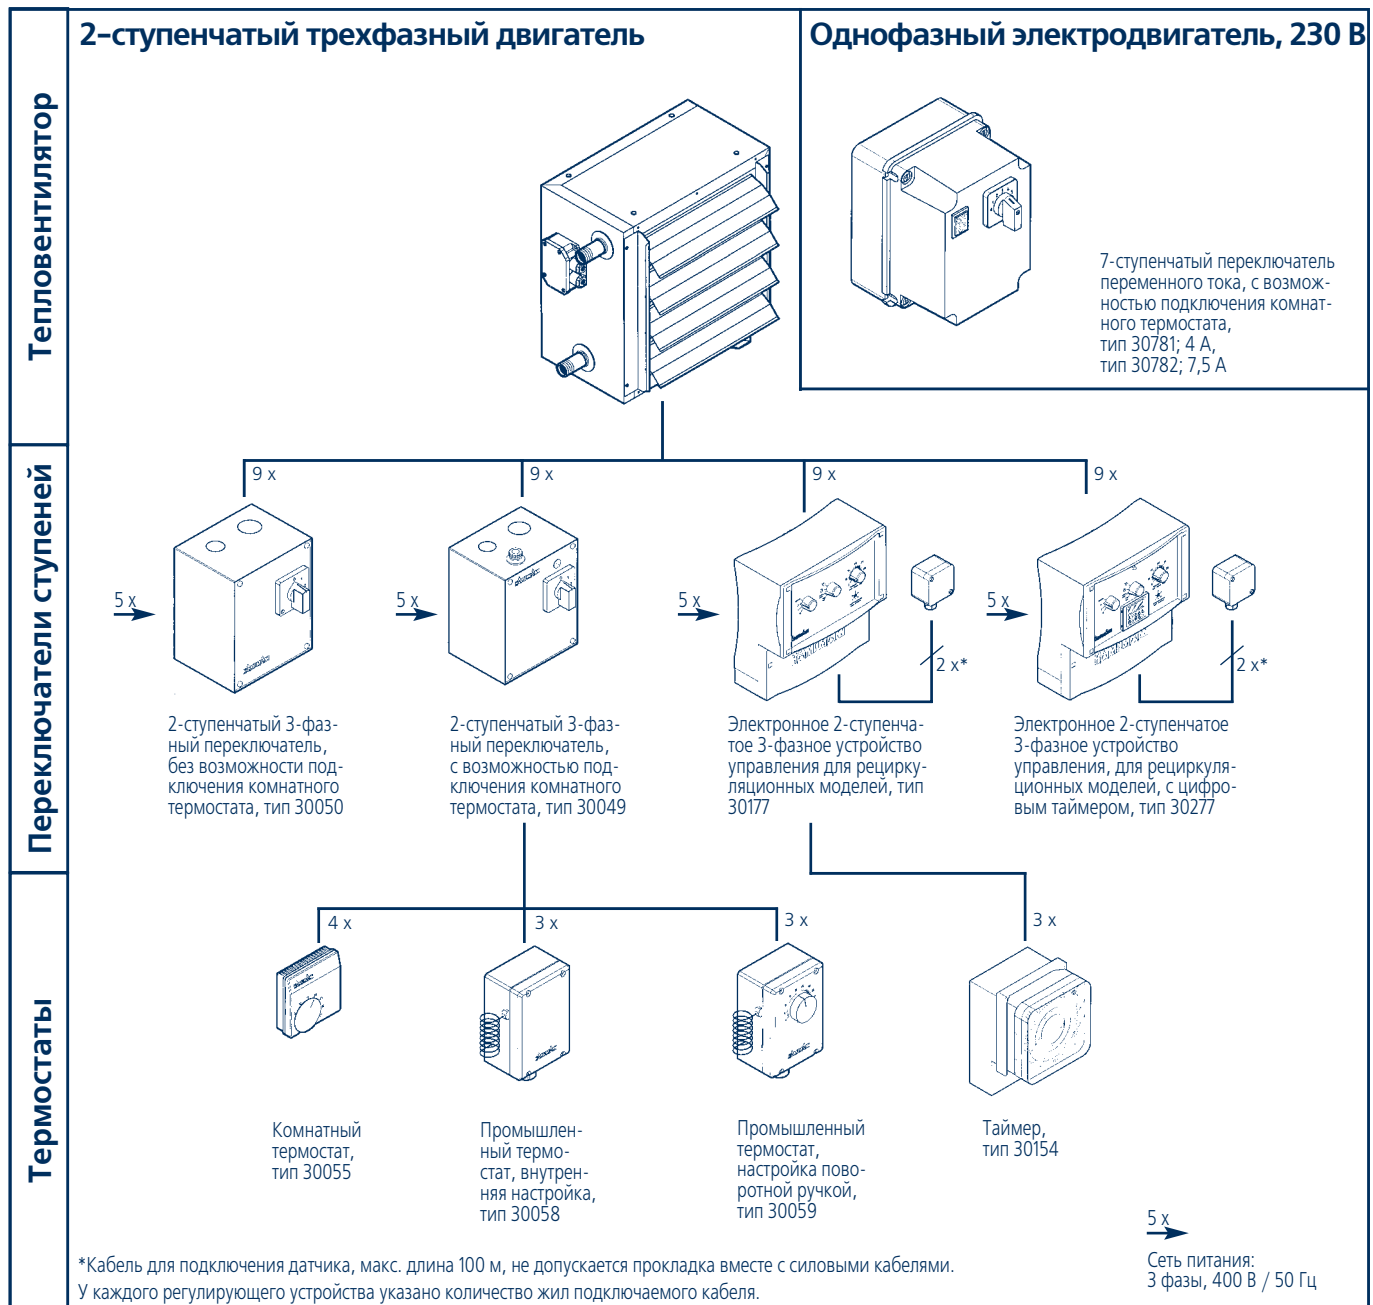 2-ступенчатый трехфазный двигатель
Однофазный электродвигатель, 230 В
Тепловентилятор
7-ступенчатый переключатель
переменного тока, с возмож-
ностью подключения комнат-
ного термостата,
тип 30781; 4 А,
тип 30782; 7,5 А
Переключатели ступеней
9 x
9 x
9 x
9 x
5 x
5 x
5 x
5 x
2 x*
2 x*
2-ступенчатый 3-фаз-
ный переключатель,
без возможности под-
ключения комнатного
термостата, тип 30050
2-ступенчатый 3-фаз-
ный переключатель,
с возможностью под-
ключения комнатного
термостата, тип 30049
Электронное 2-ступенча-
тое 3-фазное устройство
управления для рецирку-
ляционных моделей, тип
30177
Электронное 2-ступенчатое
3-фазное устройство
управления, для рециркуля-
ционных моделей, с цифро-
вым таймером, тип 30277
Термостаты
4 x
3 x
3 x
3 x
Комнатный
термостат,
тип 30055
Промышлен-
ный термо-
стат, внутрен-
няя настройка,
тип 30058
Промышленный
термостат,
настройка пово-
ротной ручкой,
тип 30059
Таймер,
тип 30154
5 x
Сеть питания:
3 фазы, 400 В / 50 Гц
*Кабель для подключения датчика, макс. длина 100 м, не допускается прокладка вместе с силовыми кабелями.
У каждого регулирующего устройства указано количество жил подключаемого кабеля.